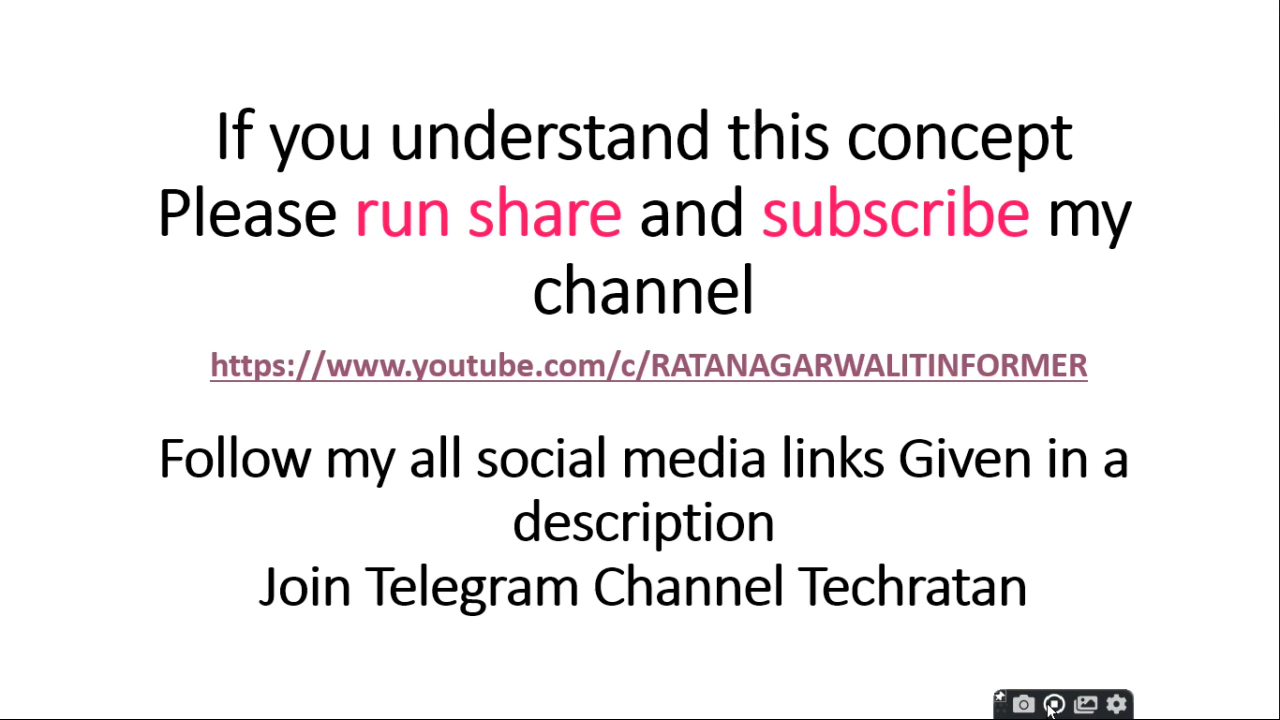 If you understand this concept
Please run share and subscribe my
channel
https://www.youtube.com/c/RATANAGARWALITINFORMER
Follow my all social media links Given in a
description
Join Telegram Channel Techratan